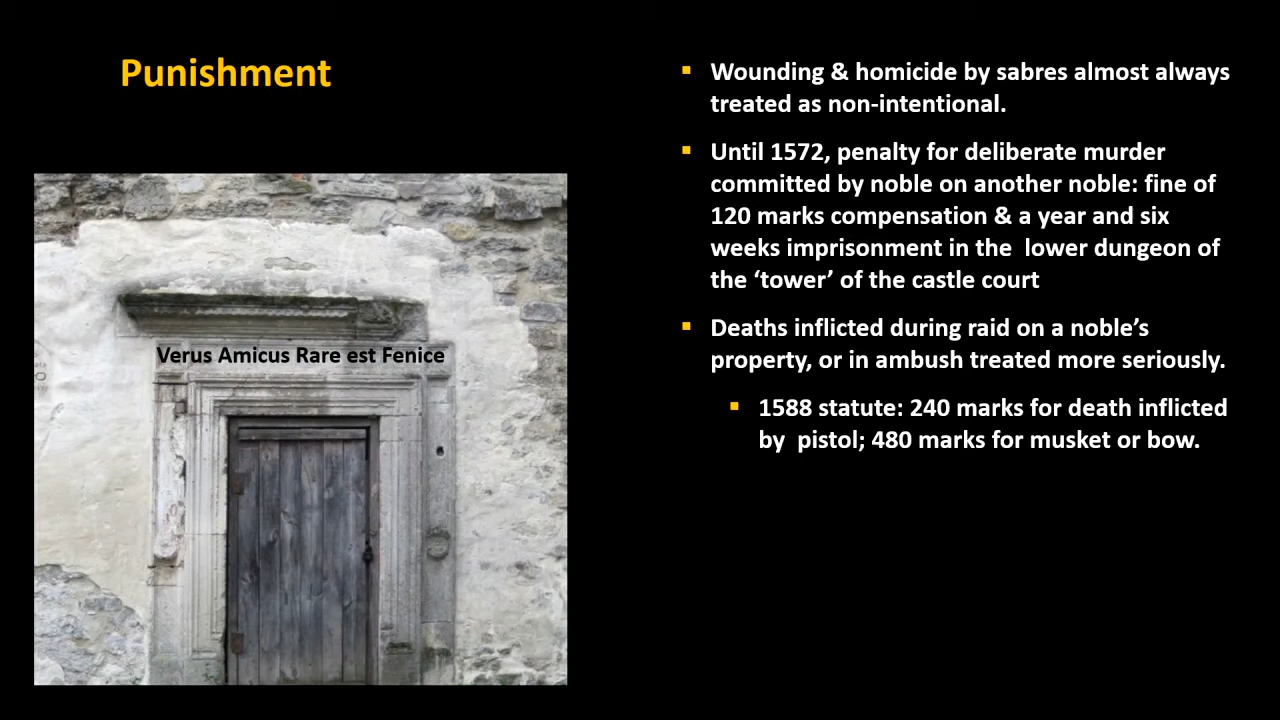 Punishment
Verus Amicus Rare est Fenice
▪ Wounding & homicide by sabres almost always
treated as non-intentional.
▪ Until 1572, penalty for deliberate murder
committed by noble on another noble: fine of
120 marks compensation & a year and six
weeks imprisonment in the lower dungeon of
the ‘tower’ of the castle court
▪ Deaths inflicted during raid on a noble’s
property, or in ambush treated more seriously.
▪ 1588 statute: 240 marks for death inflicted
by pistol; 480 marks for musket or bow.